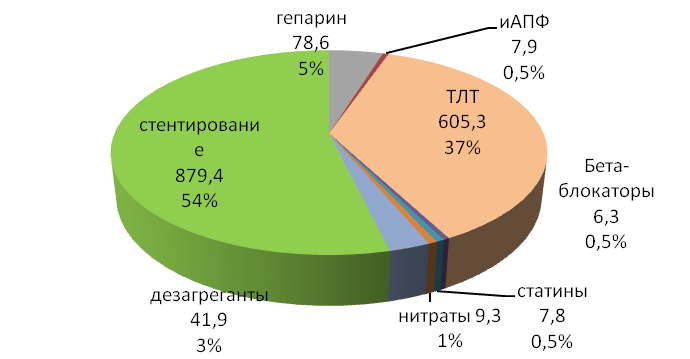 гепарин
78,6
5%
иАПФ
7,9
0,5%
ТЛТ
605,3
37%
стентировани
е
879,4
54%
Бета-
блокаторы
6,3
0,5%
дезагреганты
41,9
3%
нитраты 9,3
1%
статины
7,8
0,5%